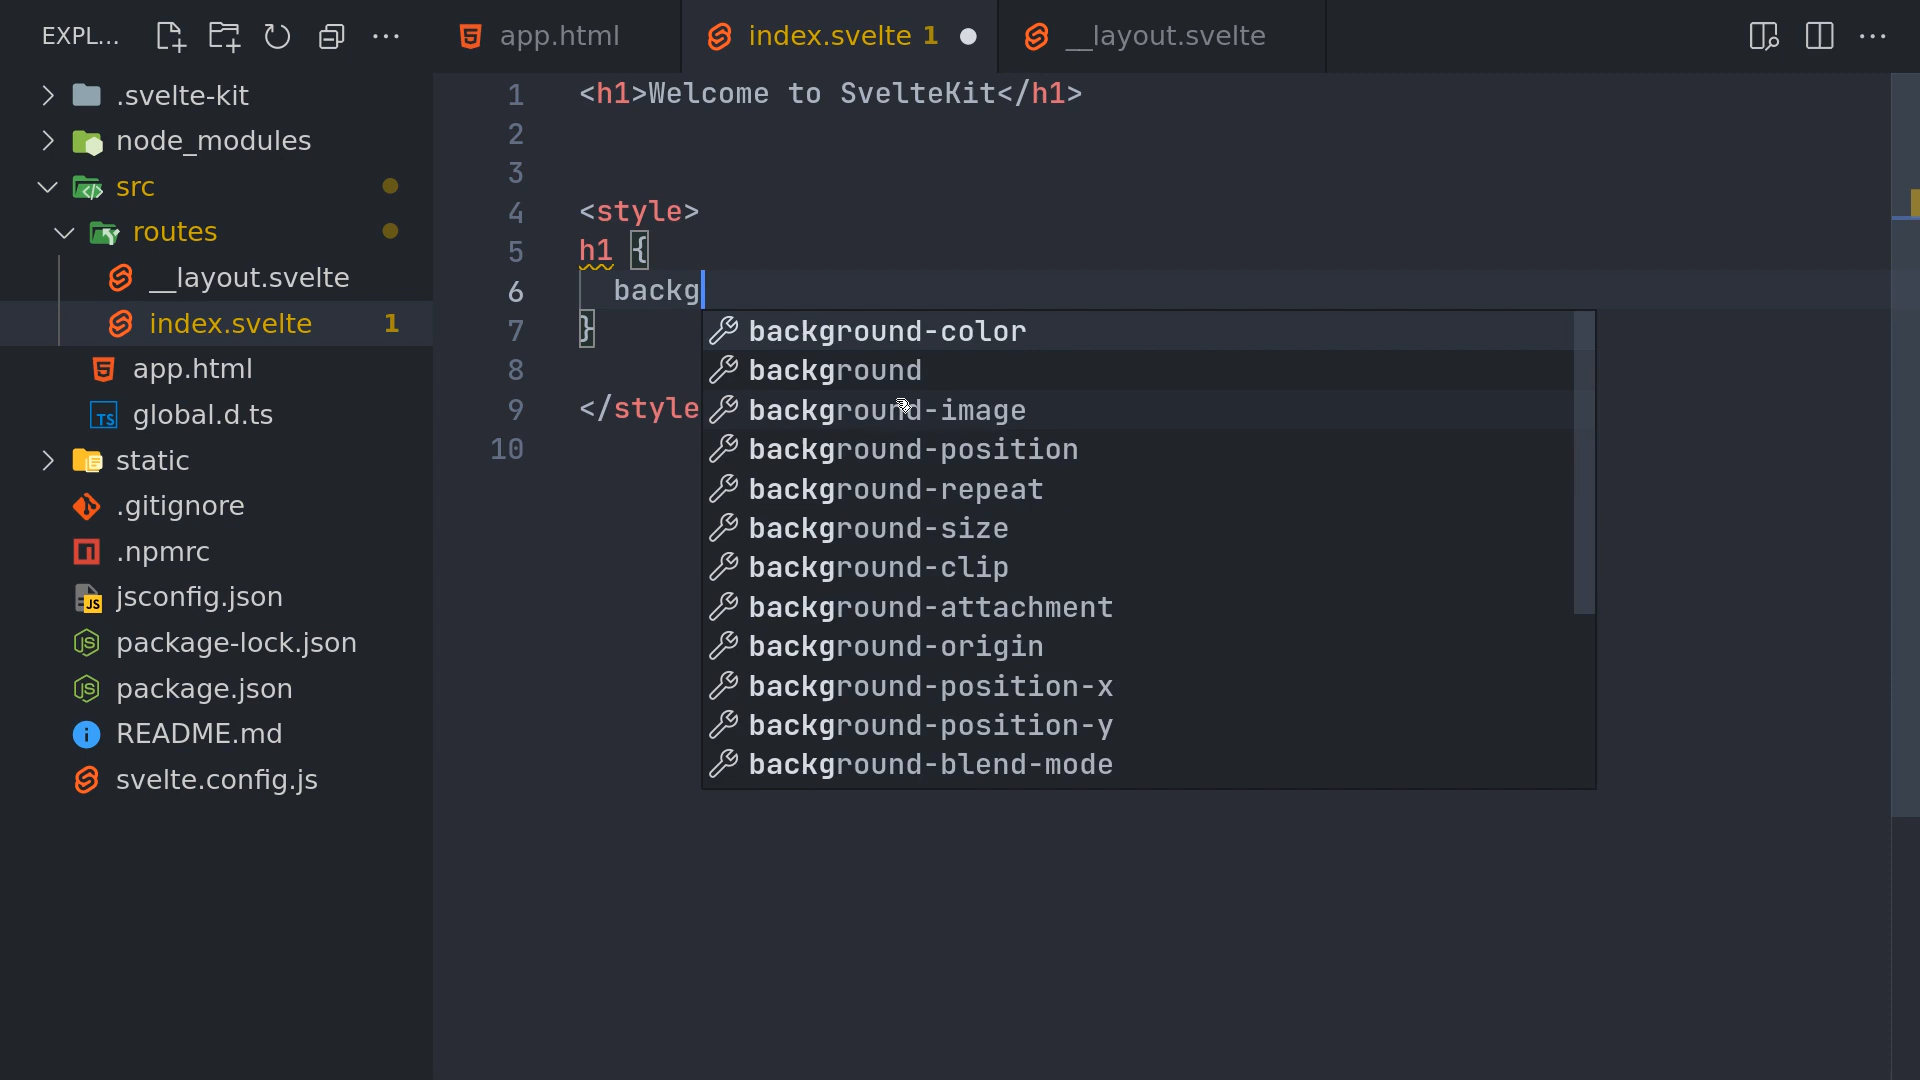 EXPL...
app.html
index.svelte 1
__layout.svelte
.svelte-kit
node_modules
src
routes
__layout.svelte
index.svelte 1
app.html
global.d.ts
static
.gitignore
.npmrc
jsconfig.json
package-lock.json
package.json
README.md
svelte.config.js
1 <h1>Welcome to SvelteKit</h1>
2
3
4 <style>
5 h1 {
6 backg
7 }
8
9 </style
10
background-color
background
background-image
background-position
background-repeat
background-size
background-clip
background-attachment
background-origin
background-position-x
background-position-y
background-blend-mode